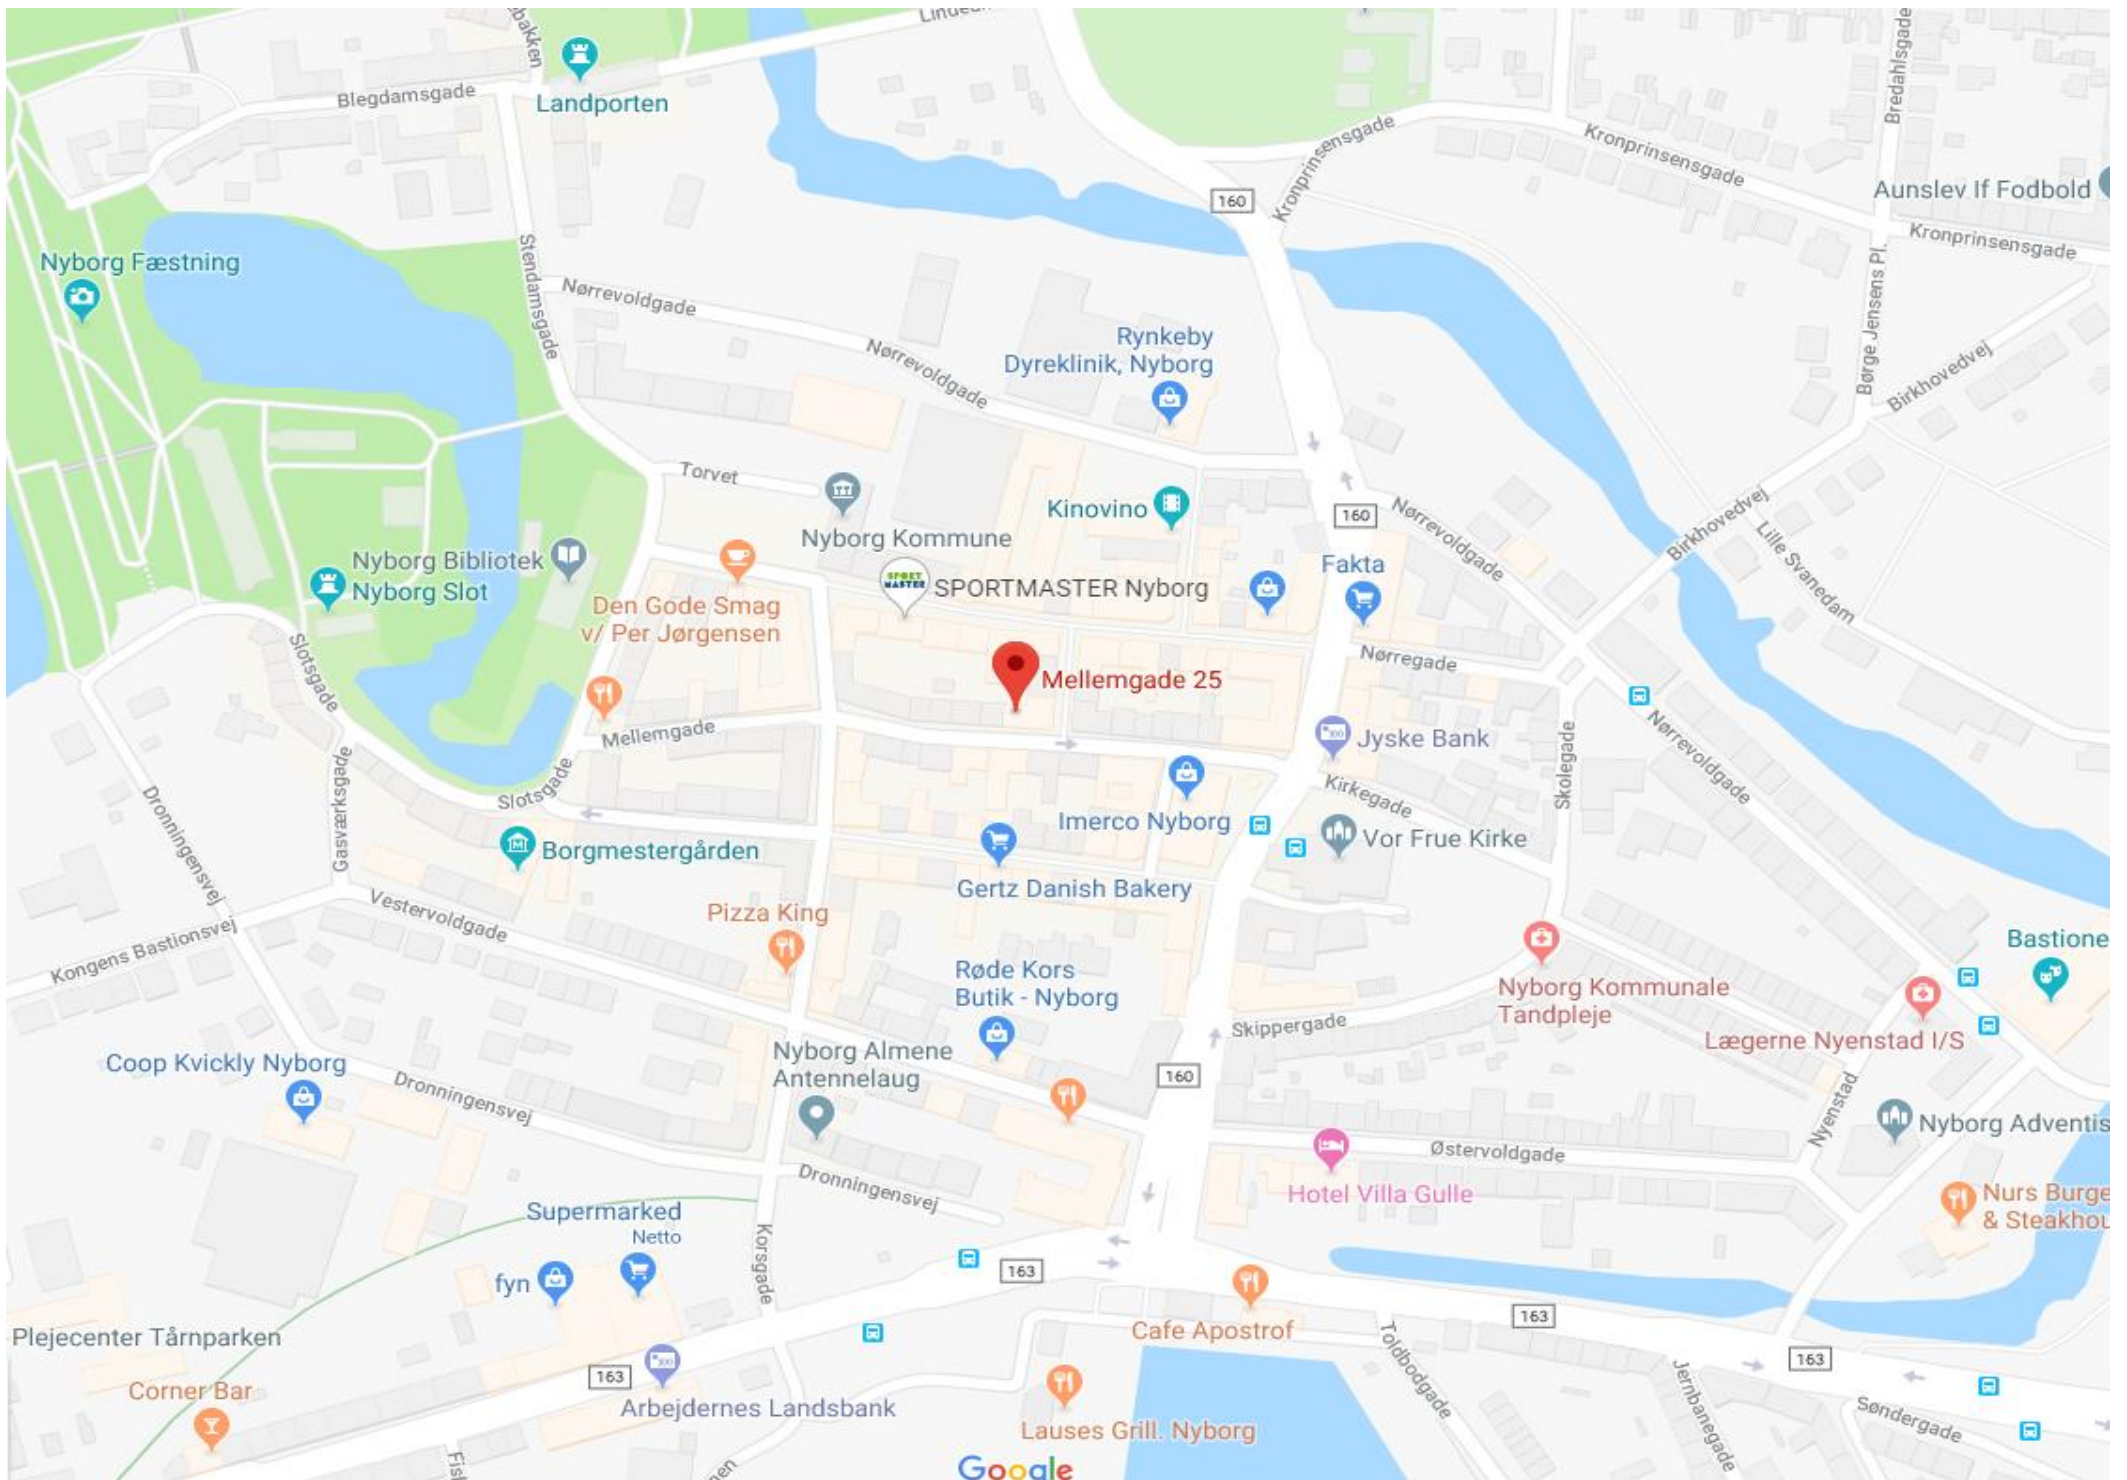 Blegdamsgade
Landporten
160
Kronprinsensgade
Kronprinsensgade
Bredahlsgade
Aunslev If Fodbold
Kronprinsensgade
Nyborg Fæstning
Stendamsgade
Nørrevoldgade
Nørrevoldgade
Rynkeby
Dyreklinik, Nyborg
Børge Jensens Pl.
Birkhovedvej
Torvet
Nyborg Kommune
Kinovino
160
Nørrevoldgade
Birkhovedvej
Lille Svanedam
Nyborg Bibliotek
Nyborg Slot
Den Gode Smag
v/ Per Jørgensen
SPORT
MASTER
SPORTMASTER Nyborg
Fakta
Nørregade
Slotsgade
Mellemgade 25
Mellemgade
Jyske Bank
Skolegade
Nørrevoldgade
Gasværksgade
Slotsgade
Kirkegade
Imerco Nyborg
Vor Frue Kirke
Dronningensvej
Borgmestergården
Gertz Danish Bakery
Vestervoldgade
Pizza King
Kongens Bastionsvej
Røde Kors
Butik - Nyborg
Nyborg Kommunale
Tandpleje
Bastione
Skippergade
Lægerne Nyenstad I/S
Coop Kvickly Nyborg
Dronningensvej
Nyborg Almene
Antennelaug
160
Nyenstad
Nyborg Adventis
Østervoldgade
Dronningensvej
Hotel Villa Gulle
Nurs Burge
& Steakhou
Supermarked
Netto
fyn
Korsgade
163
Cafe Apostrof
163
Plejecenter Tårnparken
Toldbodgade
163
163
Corner Bar
Arbejdernes Landsbank
Jernbanegade
Søndergade
Lauses Grill. Nyborg
Google